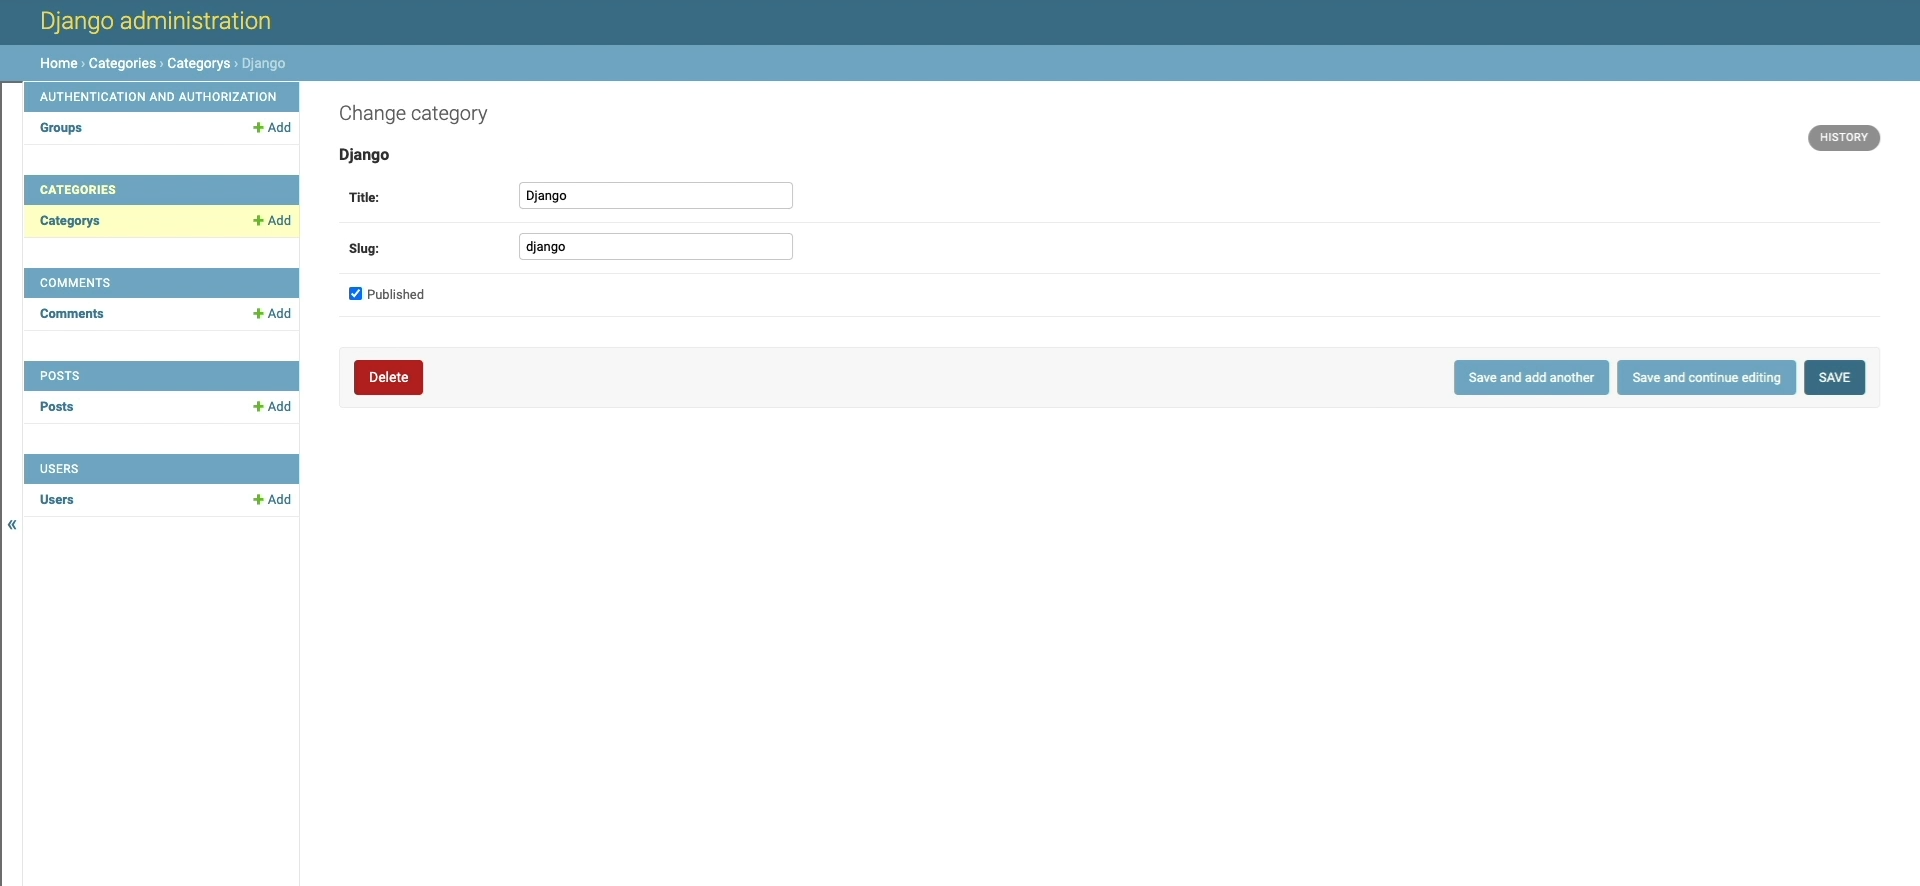 Django administration
Home › Categories › Categorys › Django
AUTHENTICATION AND AUTHORIZATION
Groups + Add
CATEGORIES
Categorys + Add
COMMENTS
Comments + Add
POSTS
Posts + Add
USERS
Users + Add
«
Change category
HISTORY
Django
Title: Django
Slug: django
Published
Delete Save and add another Save and continue editing SAVE